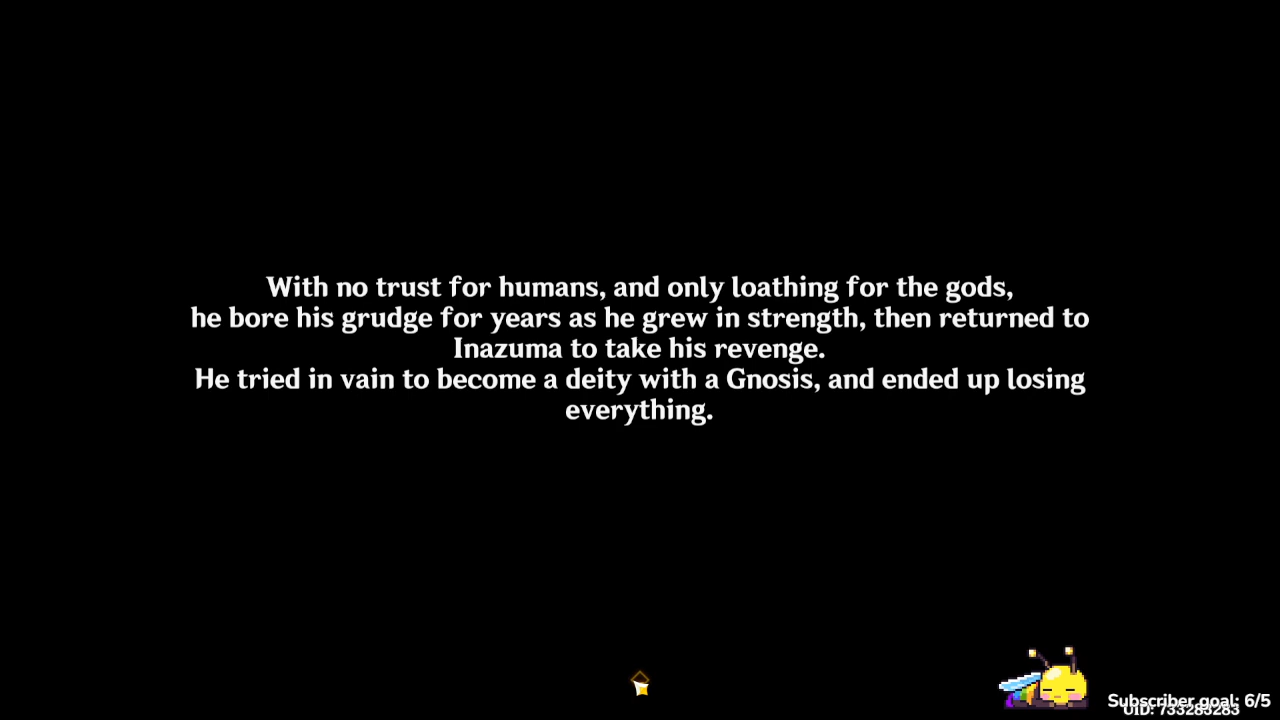 With no trust for humans, and only loathing for the gods,
he bore his grudge for years as he grew in strength, then returned to
Inazuma to take his revenge.
He tried in vain to become a deity with a Gnosis, and ended up losing
everything.
Subscriber goal: 6/5
UID: 733283283